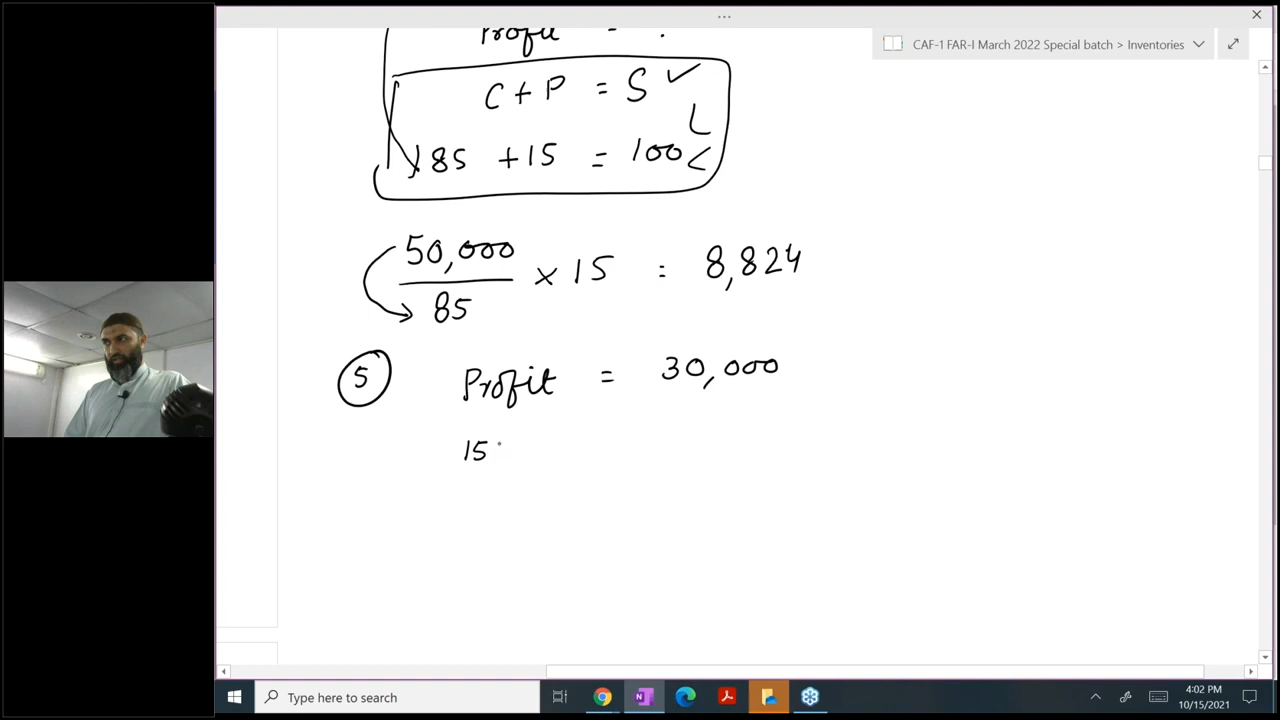 ...
CAF-1 FAR-I March 2022 Special batch > Inventories
Profit = ?
C + P = S ✓
85 + 15 = 100
50,000
85
× 15 = 8,824
5 Profit = 30,000
15
Type here to search
4:02 PM
10/15/2021